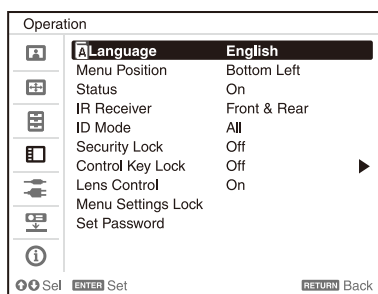 Operation
A Language English
Menu Position Bottom Left
Status On
IR Receiver Front & Rear
ID Mode All
Security Lock Off
Control Key Lock Off
Lens Control On
Menu Settings Lock
Set Password
Sel ENTER Set RETURN Back